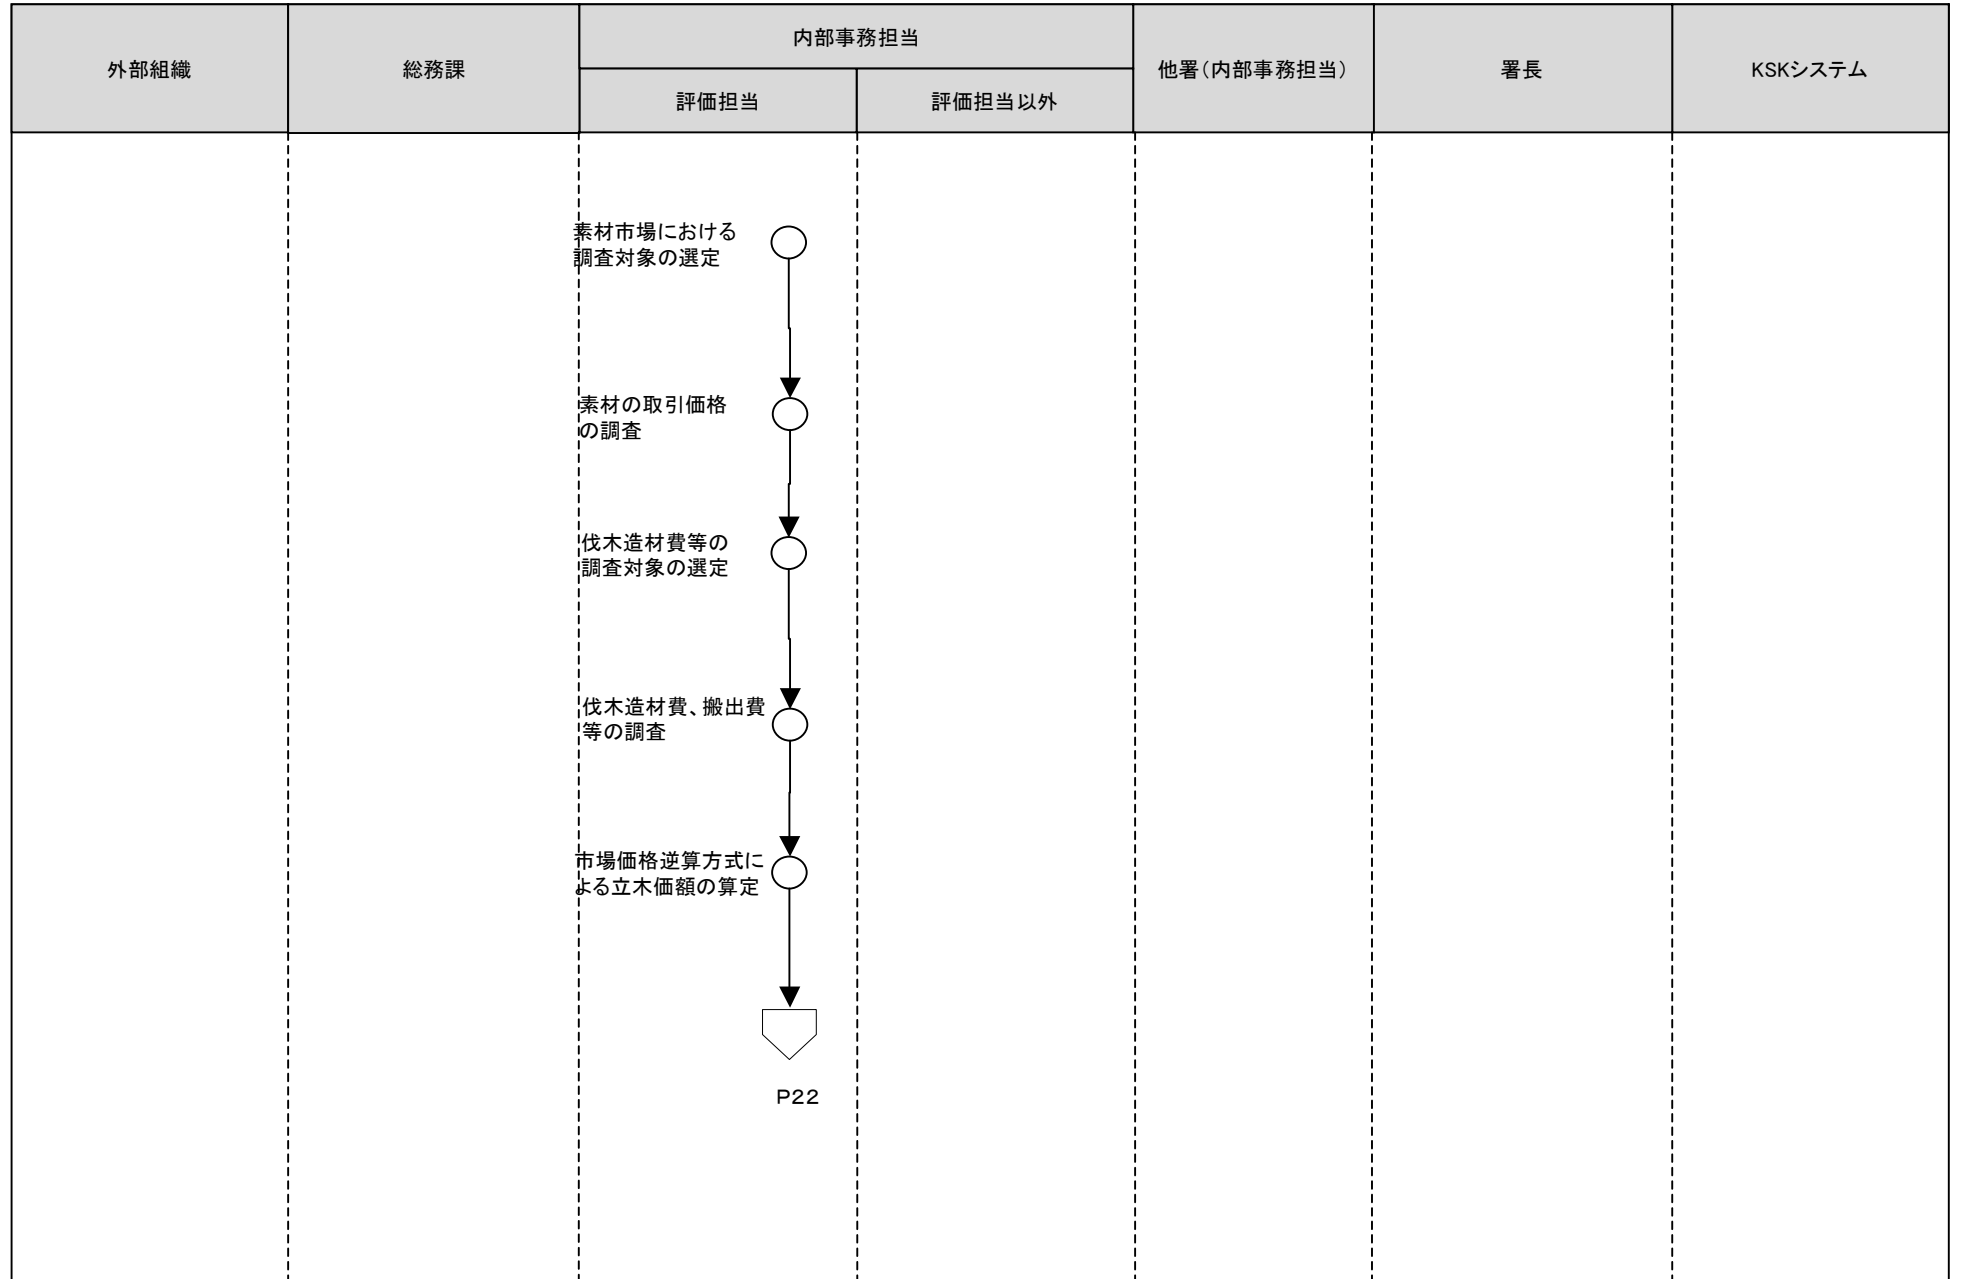 外部組織
総務課
内部事務担当
評価担当
評価担当以外
他署（内部事務担当）
署長
KSKシステム
素材市場における
調査対象の選定
素材の取引価格
の調査
伐木造材費等の
調査対象の選定
伐木造材費、搬出費
等の調査
市場価格逆算方式に
よる立木価額の算定
P22